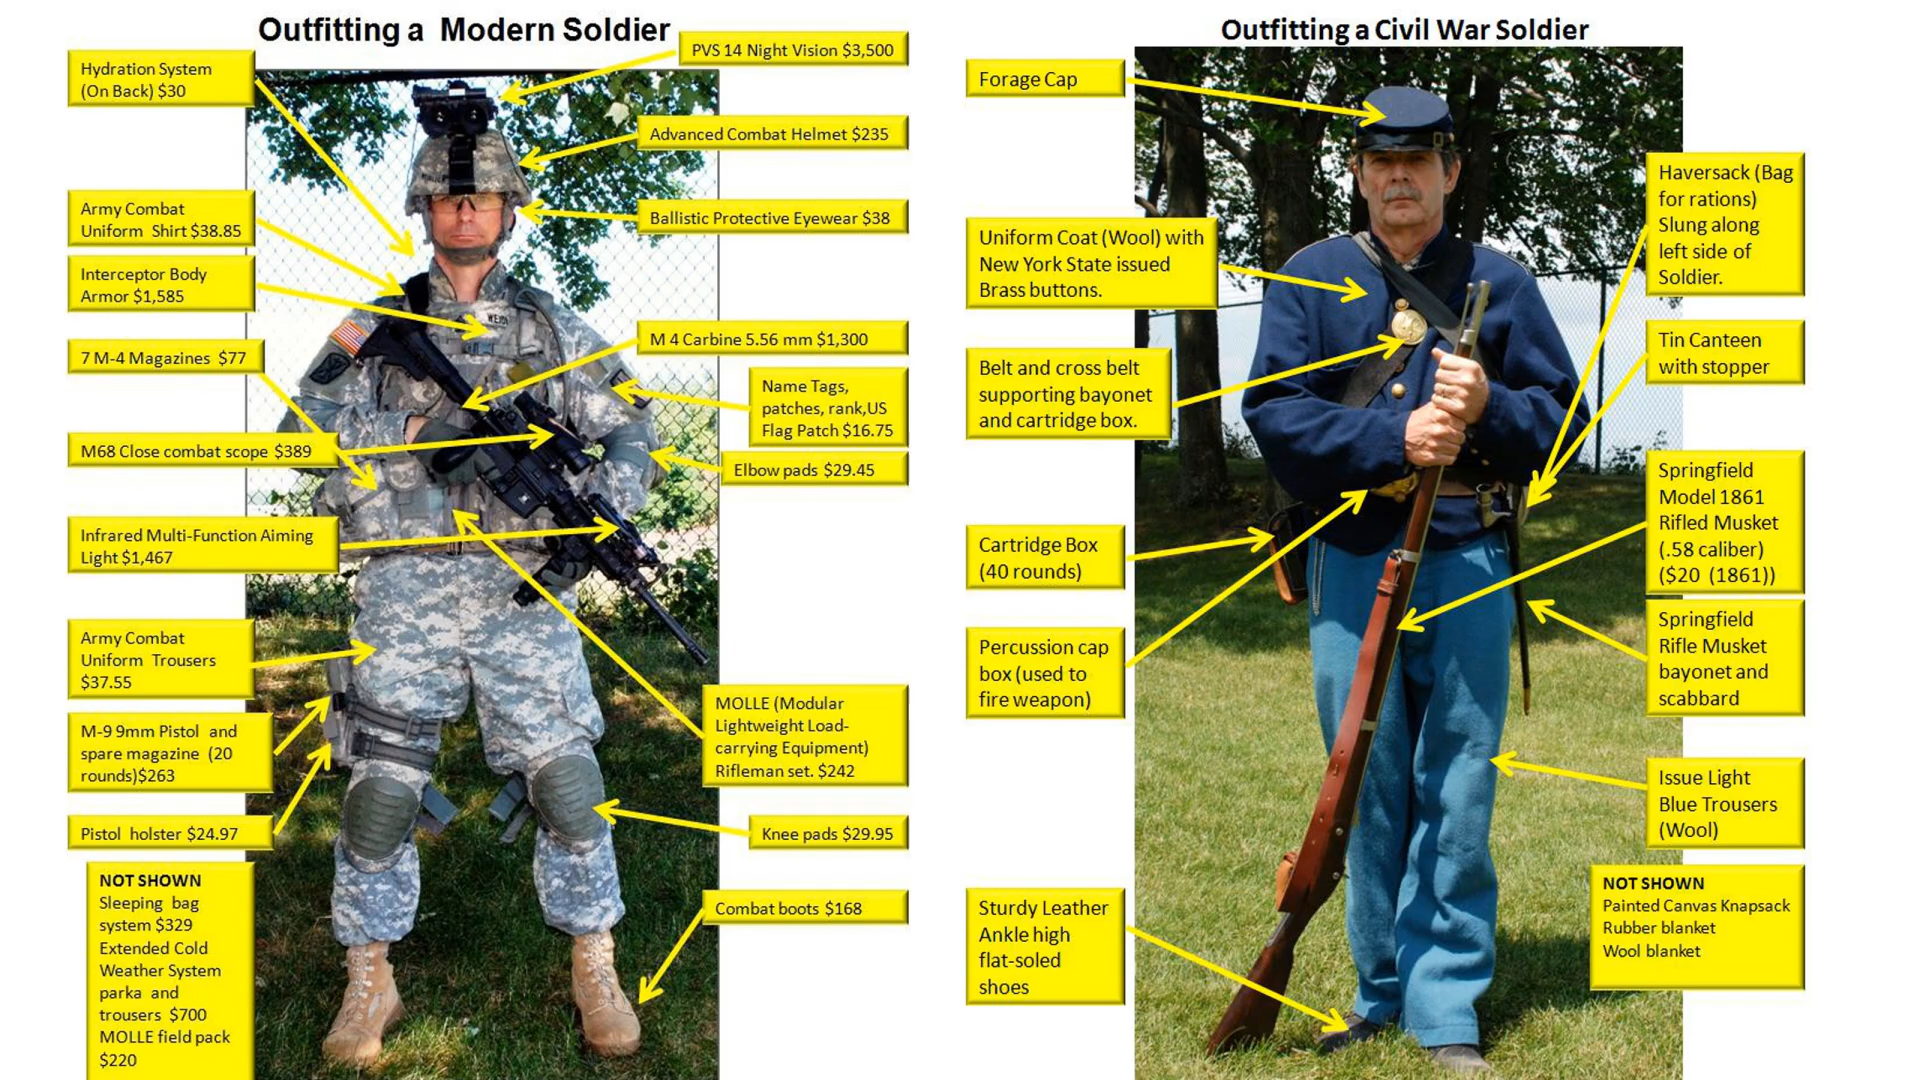 Outfitting a Modern Soldier
Hydration System
(On Back) $30
PVS 14 Night Vision $3,500
Advanced Combat Helmet $235
Army Combat
Uniform Shirt $38.85
Ballistic Protective Eyewear $38
Interceptor Body
Armor $1,585
WEIDI
7 M-4 Magazines $77
M 4 Carbine 5.56 mm $1,300
Name Tags,
patches, rank,US
Flag Patch $16.75
M68 Close combat scope $389
Elbow pads $29.45
Infrared Multi-Function Aiming
Light $1,467
Army Combat
Uniform Trousers
$37.55
MOLLE (Modular
Lightweight Load-
carrying Equipment)
Rifleman set. $242
M-9 9mm Pistol and
spare magazine (20
rounds)$263
Pistol holster $24.97
Knee pads $29.95
NOT SHOWN
Sleeping bag
system $329
Extended Cold
Weather System
parka and
trousers $700
MOLLE field pack
$220
Combat boots $168
Outfitting a Civil War Soldier
Forage Cap
Haversack (Bag
for rations)
Slung along
left side of
Soldier.
Uniform Coat (Wool) with
New York State issued
Brass buttons.
Tin Canteen
with stopper
Belt and cross belt
supporting bayonet
and cartridge box.
Springfield
Model 1861
Rifled Musket
(.58 caliber)
($20 (1861))
Cartridge Box
(40 rounds)
Springfield
Rifle Musket
bayonet and
scabbard
Percussion cap
box (used to
fire weapon)
Issue Light
Blue Trousers
(Wool)
Sturdy Leather
Ankle high
flat-soled
shoes
NOT SHOWN
Painted Canvas Knapsack
Rubber blanket
Wool blanket